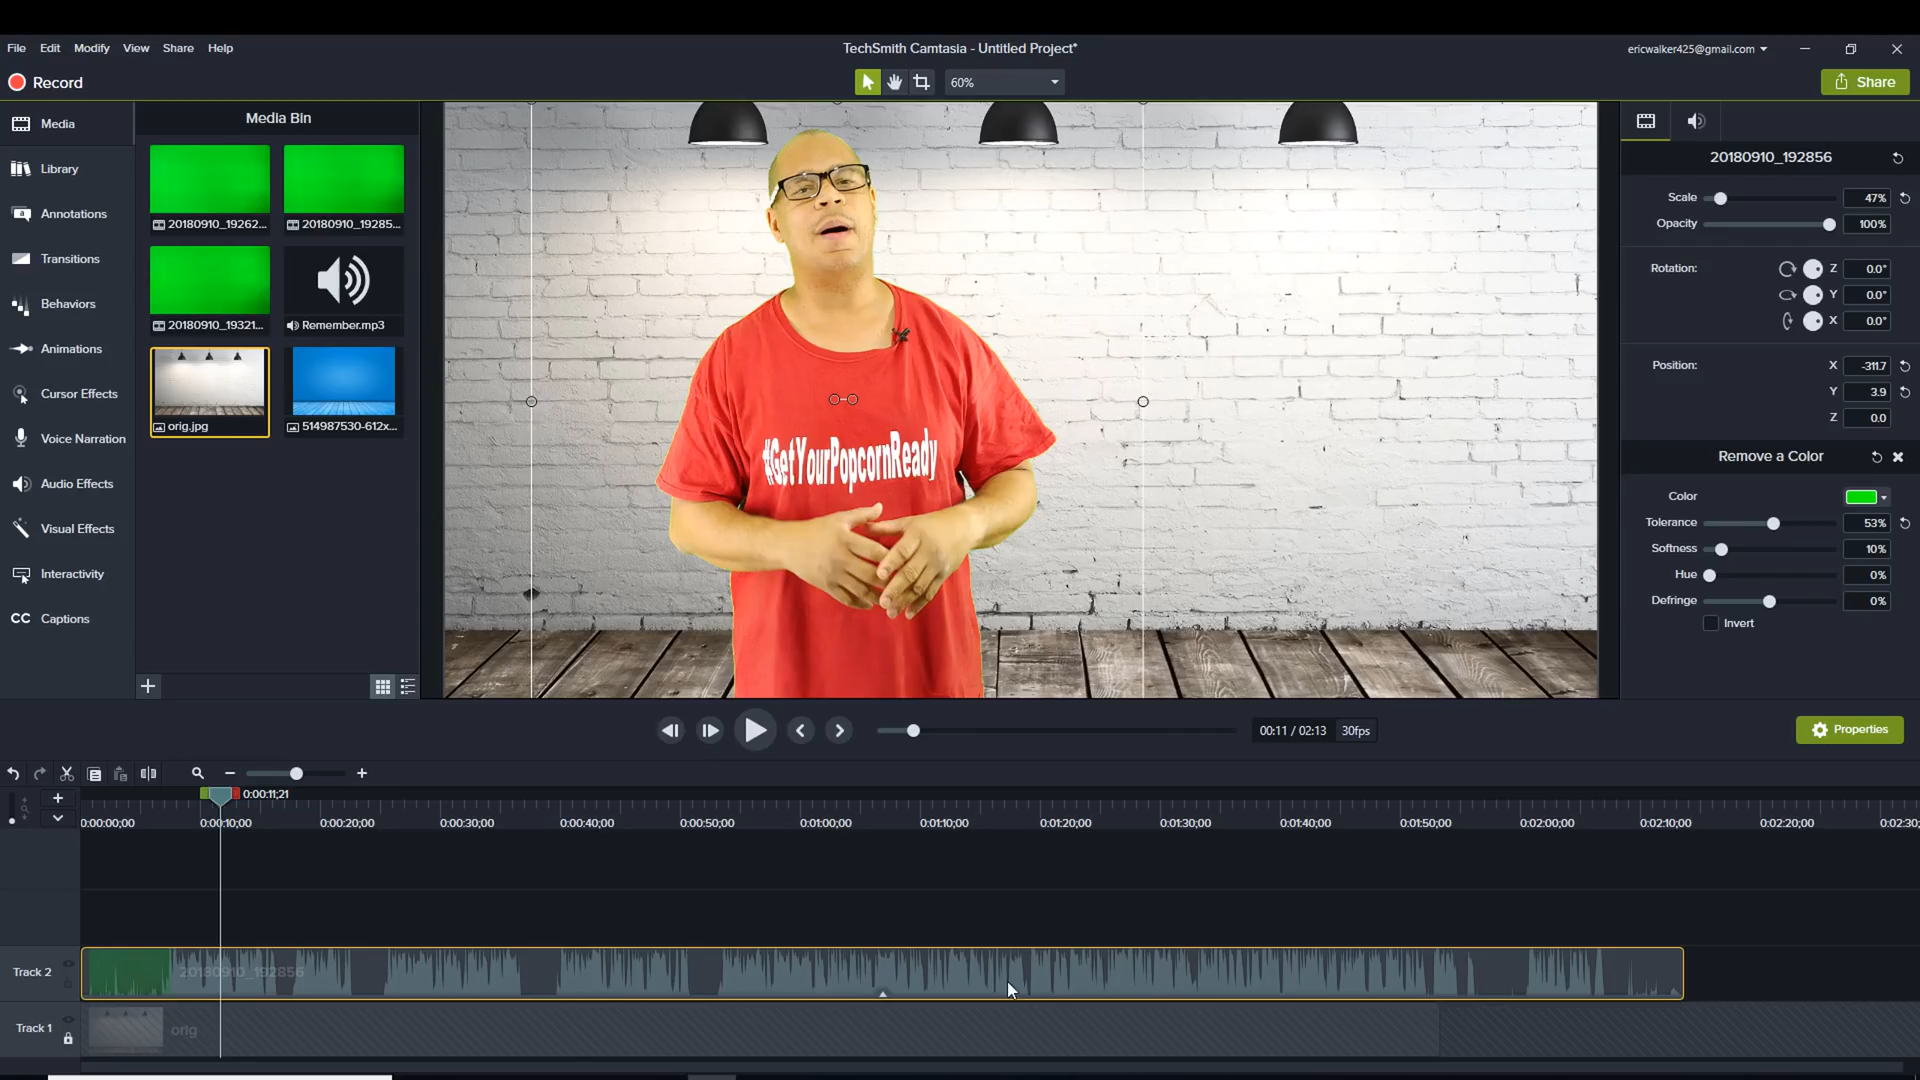 File Edit Modify View Share Help
TechSmith Camtasia - Untitled Project*
ericwalker425@gmail.com
Record
60%
Share
Media
Library
Annotations
Transitions
Behaviors
Animations
Cursor Effects
Voice Narration
Audio Effects
Visual Effects
Interactivity
CC Captions
Media Bin
20180910_19262...
20180910_19285...
20180910_19321...
Remember.mp3
orig.jpg
514987530-612x...
#GetYourPopcornReady
20180910_192856
Scale 47%
Opacity 100%
Rotation: Z 0.0°
Y 0.0°
X 0.0°
Position: X -311.7
Y 3.9
Z 0.0
Remove a Color
Color
Tolerance 53%
Softness 10%
Hue 0%
Defringe 0%
Invert
00:11 / 02:13 30fps
Properties
0:00:11;21
0:00:00;00 0:00:10;00 0:00:20;00 0:00:30;00 0:00:40;00 0:00:50;00 0:01:00;00 0:01:10;00 0:01:20;00 0:01:30;00 0:01:40;00 0:01:50;00 0:02:00;00 0:02:10;00 0:02:20;00 0:02:30;
Track 2
20180910_192856
Track 1
orig